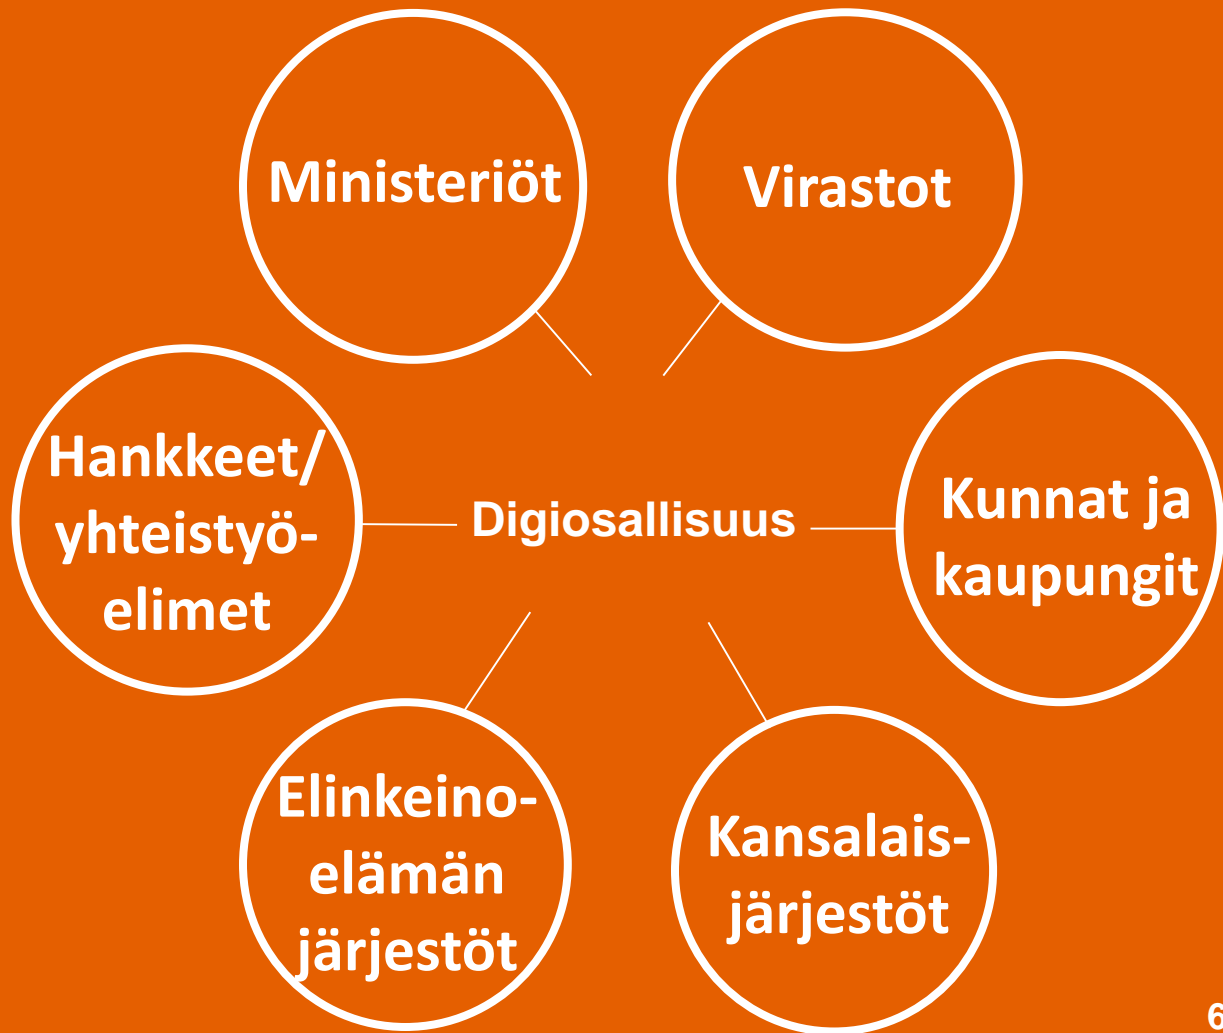 Ministeriöt
Virastot
Hankkeet/
yhteistyö-
elimet
Digiosallisuus
Kunnat ja
kaupungit
Elinkeino-
elämän
järjestöt
Kansalais-
järjestöt
6